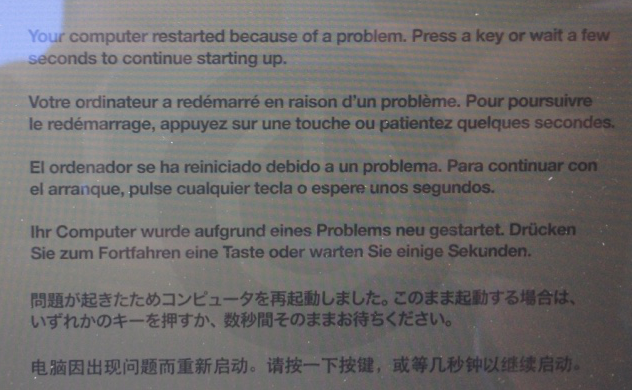 Your computer restarted because of a problem. Press a key or wait a few
seconds to continue starting up.
Votre ordinateur a redémarré en raison d'un problème. Pour poursuivre
le redémarrage, appuyez sur une touche ou patientez quelques secondes.
El ordenador se ha reiniciado debido a un problema. Para continuar con
el arranque, pulse cualquier tecla o espere unos segundos.
Ihr Computer wurde aufgrund eines Problems neu gestartet. Drücken
Sie zum Fortfahren eine Taste oder warten Sie einige Sekunden.
問題が起きたためコンピュータを再起動しました。このまま起動する場合は、
いずれかのキーを押すか、数秒間そのままお待ちください。
电脑因出现问题而重新启动。请按一下按键，或等几秒钟以继续启动。